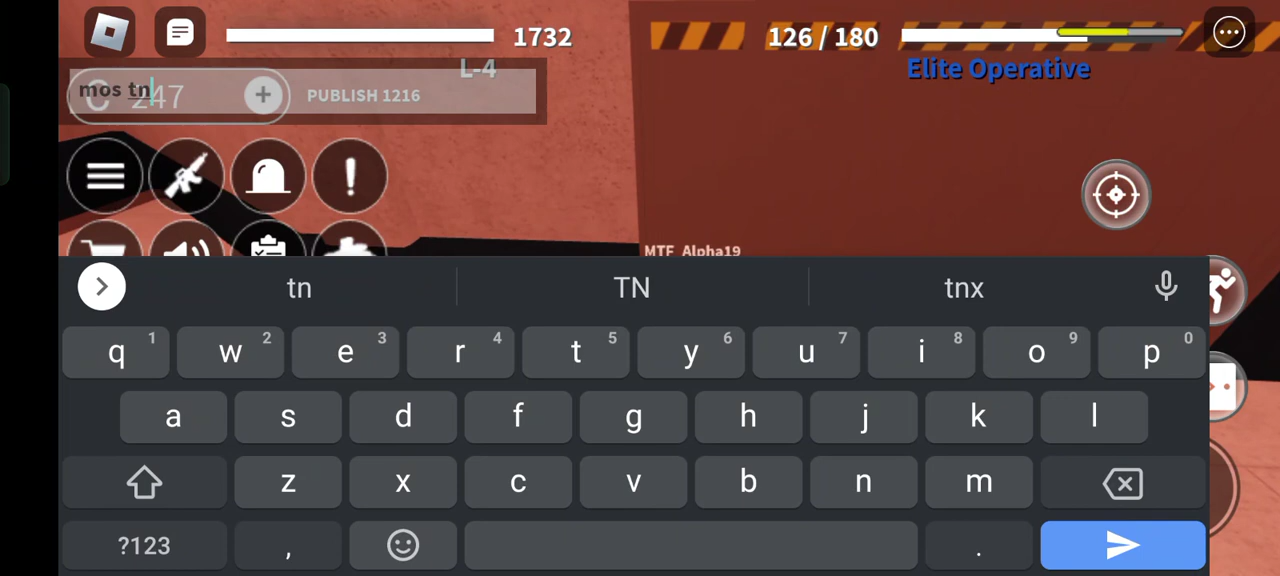 1732
126 / 180
L-4
Elite Operative
mos tn
247
PUBLISH 1216
MTF_Alpha19
tn TN tnx
q 1 w 2 e 3 r 4 t 5 y 6 u 7 i 8 o 9 p 0
a s d f g h j k l
z x c v b n m
?123 , .